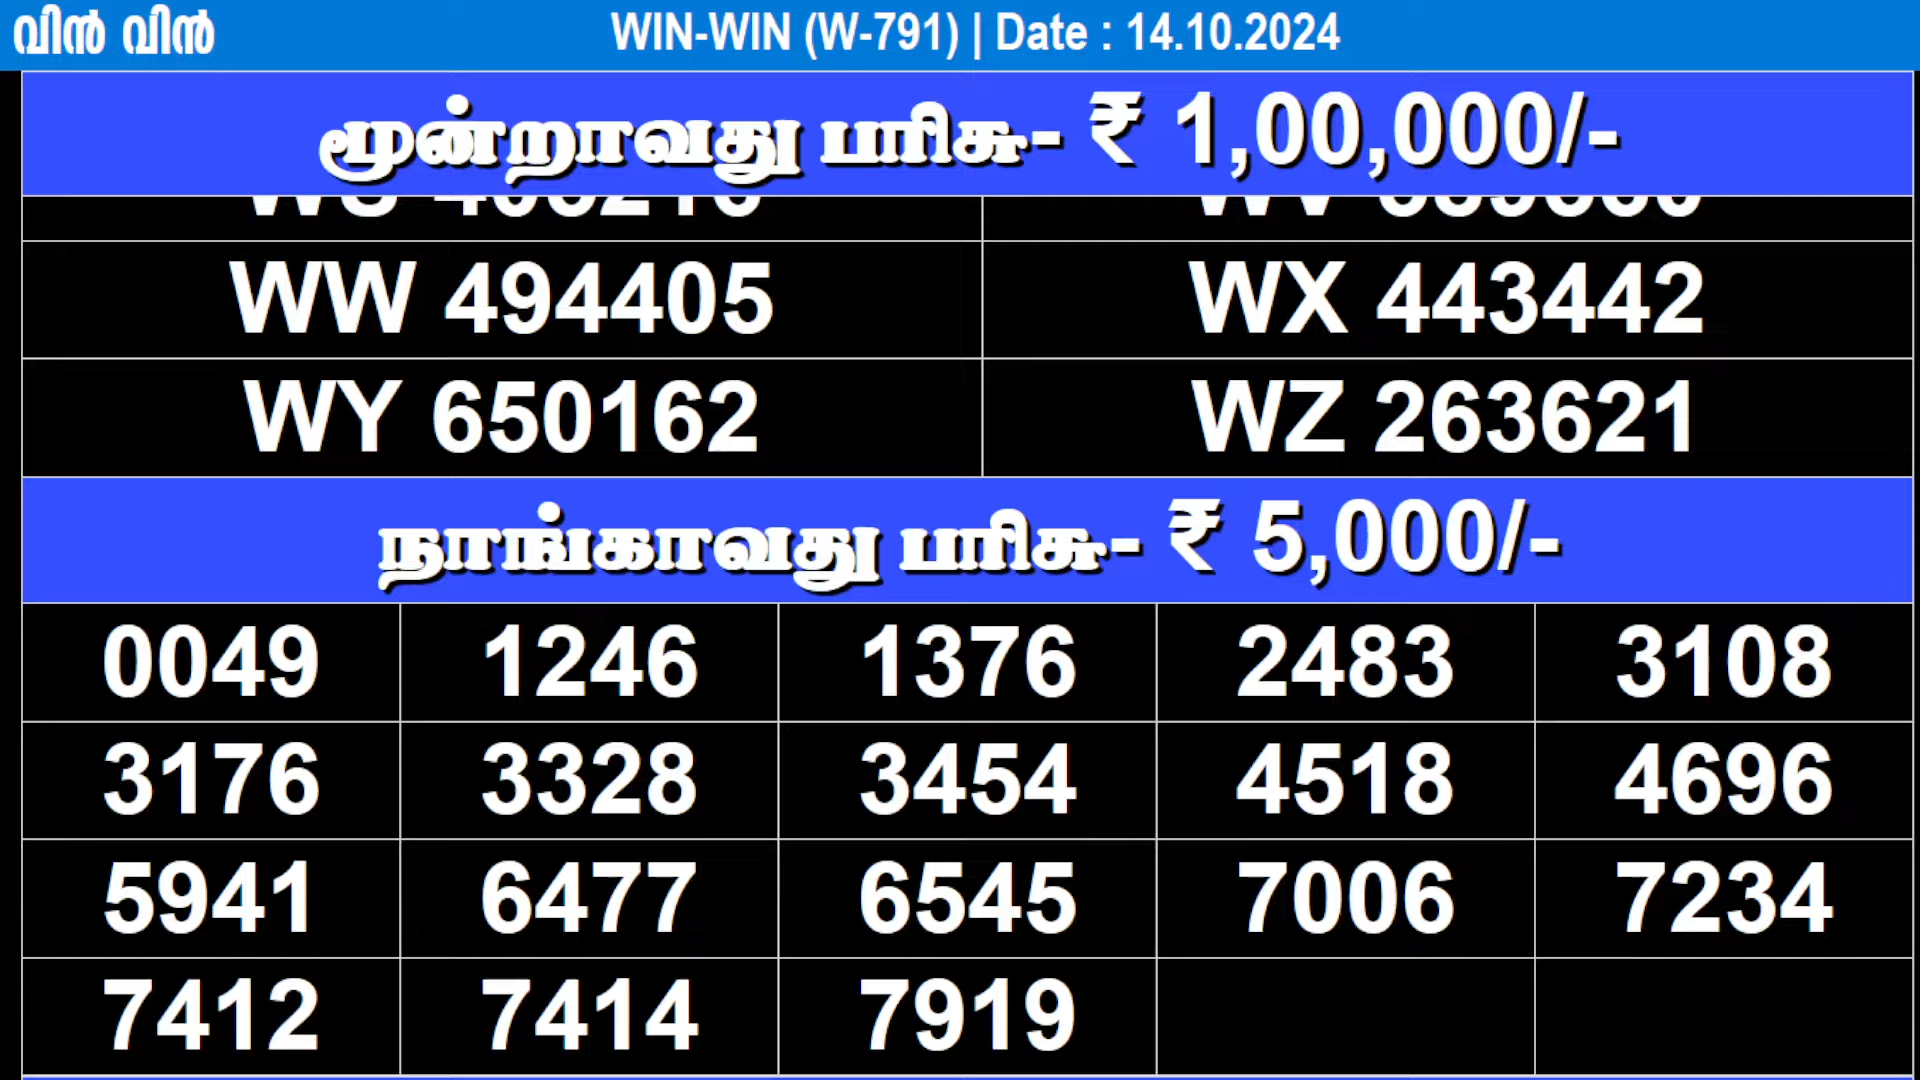 വിൻ വിൻ WIN-WIN (W-791) | Date : 14.10.2024
மூன்றாவது பரிசு- ₹ 1,00,000/-
WW 494405 WX 443442
WY 650162 WZ 263621
நாங்காவது பரிசு- ₹ 5,000/-
0049 1246 1376 2483 3108
3176 3328 3454 4518 4696
5941 6477 6545 7006 7234
7412 7414 7919